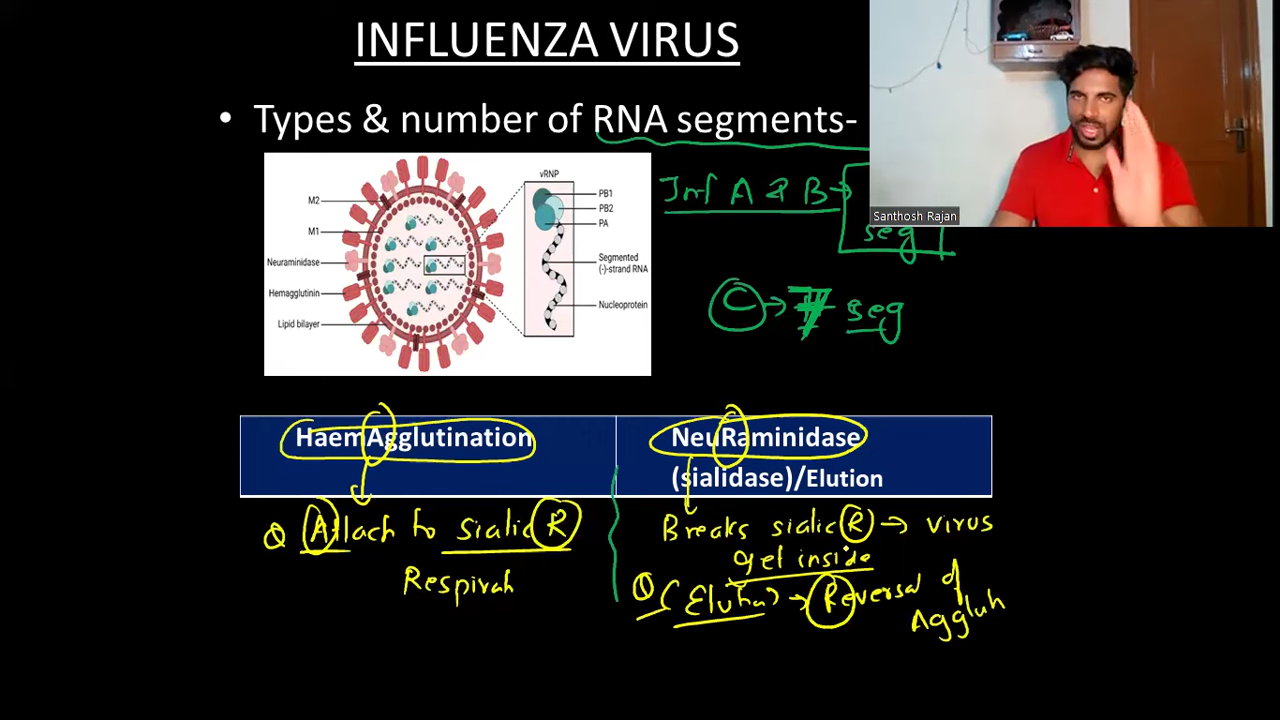 INFLUENZA VIRUS
• Types & number of RNA segments-
Santhosh Rajan
vRNP
M2
M1
Neuraminidase
Hemagglutinin
Lipid bilayer
PB1
PB2
PA
Segmented
(-)-strand RNA
Nucleoprotein
Inf A & B →
seg
C → 7 seg
HaemAgglutination
NeuRaminidase
(sialidase)/Elution
Q Attach to sialic R
Respirat
Breaks sialic R → virus
get inside
Q (Elution) → Reversal of
Agglutn